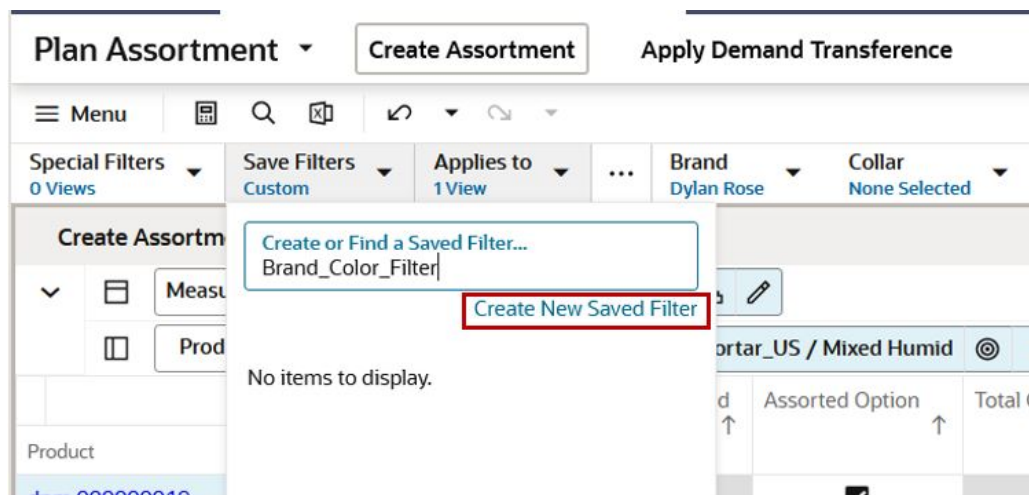 Plan Assortment Create Assortment Apply Demand Transference
Menu
Special Filters Save Filters Applies to ... Brand Collar
0 Views Custom 1 View Dylan Rose None Selected
Create Assortm
Create or Find a Saved Filter...
Brand_Color_Filter
Measu
Create New Saved Filter
Prod ortar_US / Mixed Humid
No items to display.
d Assorted Option Total
Product